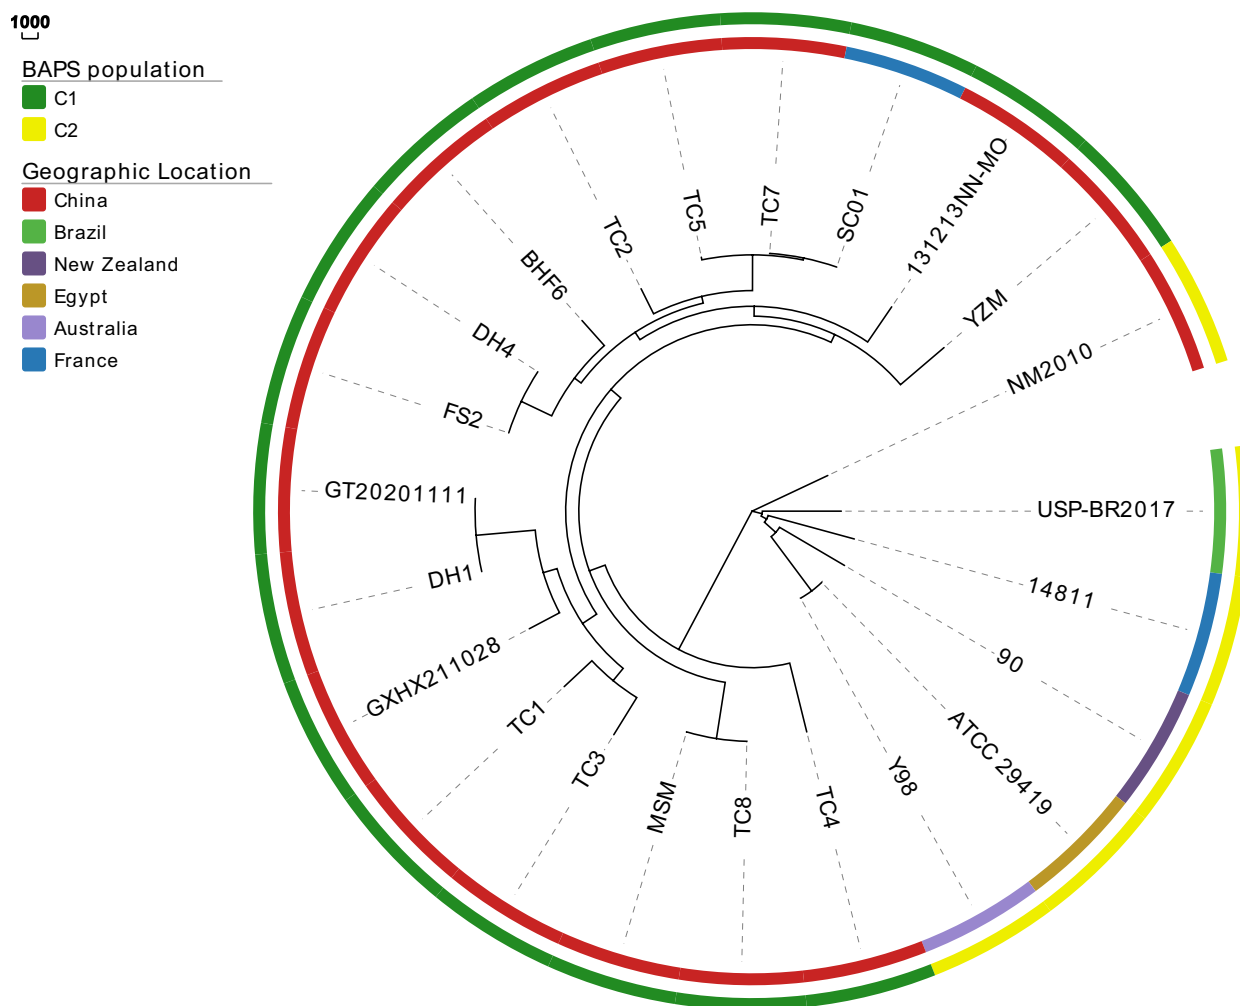 1000
BAPS population
C1
C2
Geographic Location
China
Brazil
New Zealand
Egypt
Australia
France
TC5
TC7
SC01
131213NN-MO
TC2
BHF6
YZM
DH4
NM2010
FS2
GT20201111
USP-BR2017
DH1
14811
GXHX211028
90
TC1
ATCC 29419
TC3
Y98
MSM
TC8
TC4